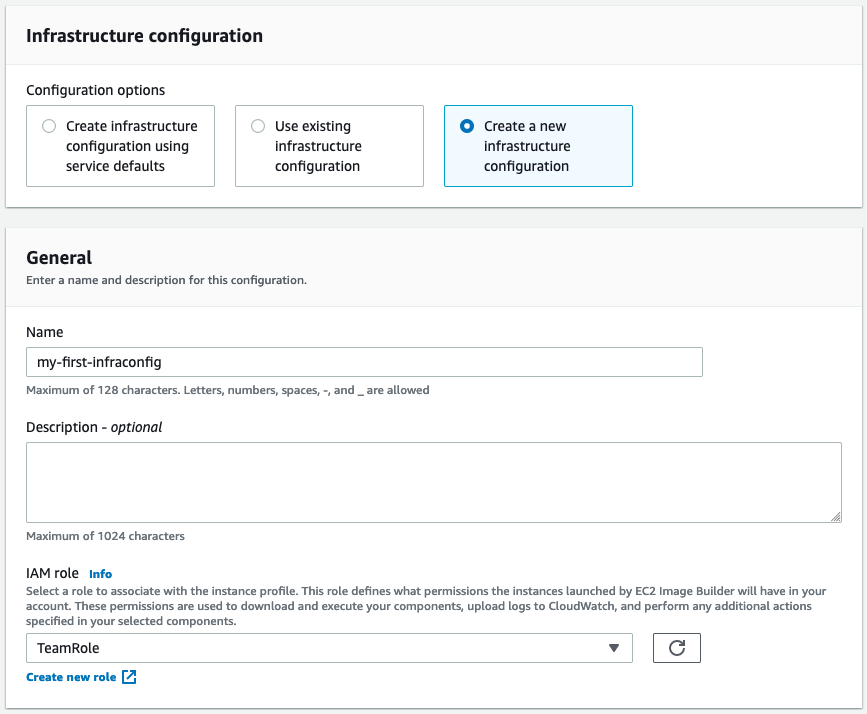 Infrastructure configuration
Configuration options
Create infrastructure
configuration using
service defaults
Use existing
infrastructure
configuration
Create a new
infrastructure
configuration
General
Enter a name and description for this configuration.
Name
my-first-infraconfig
Maximum of 128 characters. Letters, numbers, spaces, -, and _ are allowed
Description - optional
Maximum of 1024 characters
IAM role Info
Select a role to associate with the instance profile. This role defines what permissions the instances launched by EC2 Image Builder will have in your
account. These permissions are used to download and execute your components, upload logs to CloudWatch, and perform any additional actions
specified in your selected components.
TeamRole
Create new role